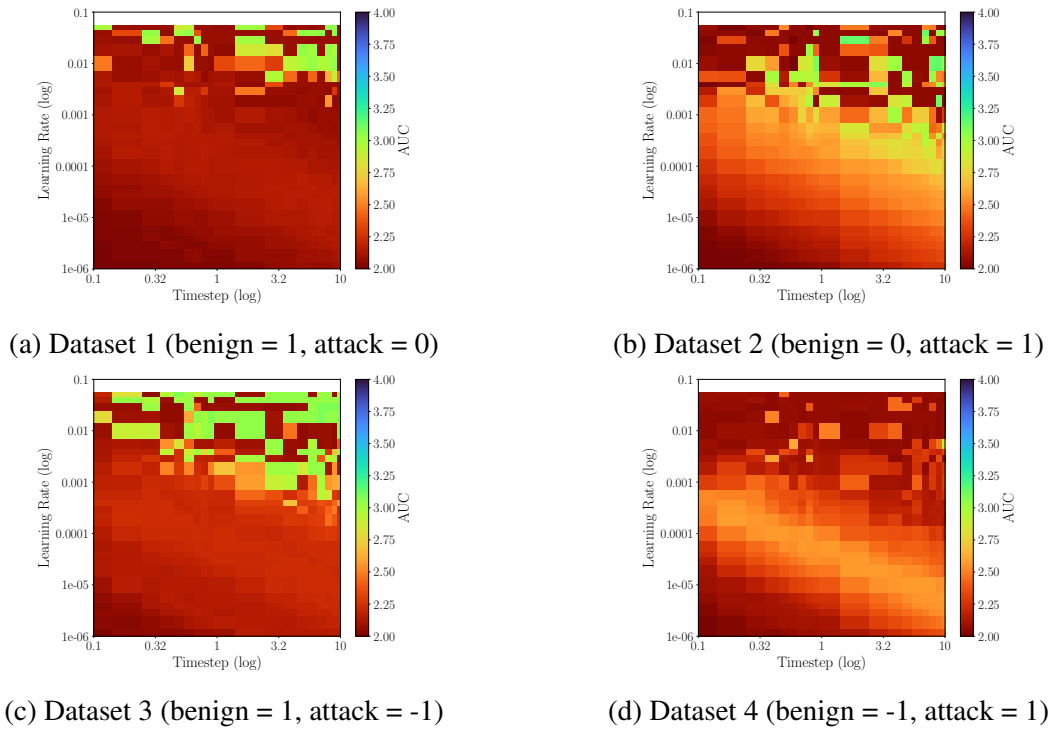 0.1
0.01
0.001
0.0001
1e-05
1e-06
Learning Rate (log)
0.1 0.32 1 3.2 10
Timestep (log)
4.00
3.75
3.50
3.25
3.00
2.75
2.50
2.25
2.00
AUC
(a) Dataset 1 (benign = 1, attack = 0)
0.1
0.01
0.001
0.0001
1e-05
1e-06
Learning Rate (log)
0.1 0.32 1 3.2 10
Timestep (log)
4.00
3.75
3.50
3.25
3.00
2.75
2.50
2.25
2.00
AUC
(b) Dataset 2 (benign = 0, attack = 1)
0.1
0.01
0.001
0.0001
1e-05
1e-06
Learning Rate (log)
0.1 0.32 1 3.2 10
Timestep (log)
4.00
3.75
3.50
3.25
3.00
2.75
2.50
2.25
2.00
AUC
(c) Dataset 3 (benign = 1, attack = -1)
0.1
0.01
0.001
0.0001
1e-05
1e-06
Learning Rate (log)
0.1 0.32 1 3.2 10
Timestep (log)
4.00
3.75
3.50
3.25
3.00
2.75
2.50
2.25
2.00
AUC
(d) Dataset 4 (benign = -1, attack = 1)